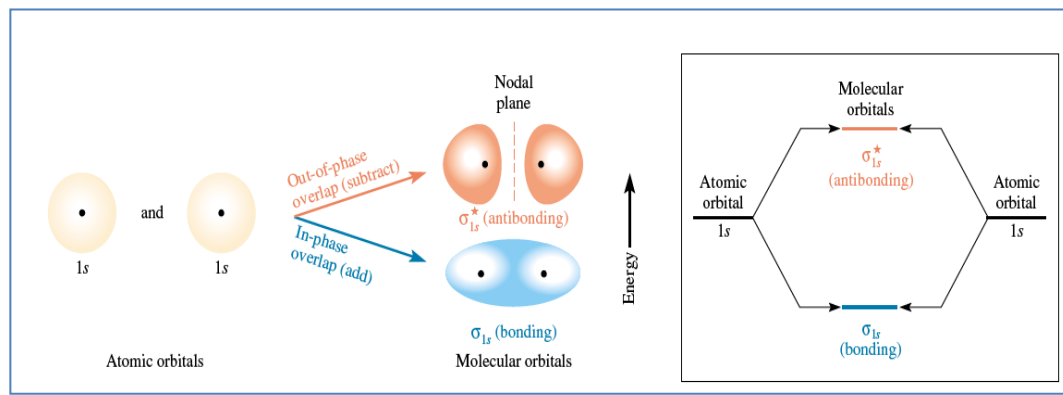 Nodal
plane
Out-of-phase
overlap (subtract)
and
1s
1s
In-phase
overlap (add)
σ★1s (antibonding)
σ1s (bonding)
Atomic orbitals
Molecular orbitals
Energy
Molecular
orbitals
σ★1s
(antibonding)
Atomic
orbital
1s
Atomic
orbital
1s
σ1s
(bonding)